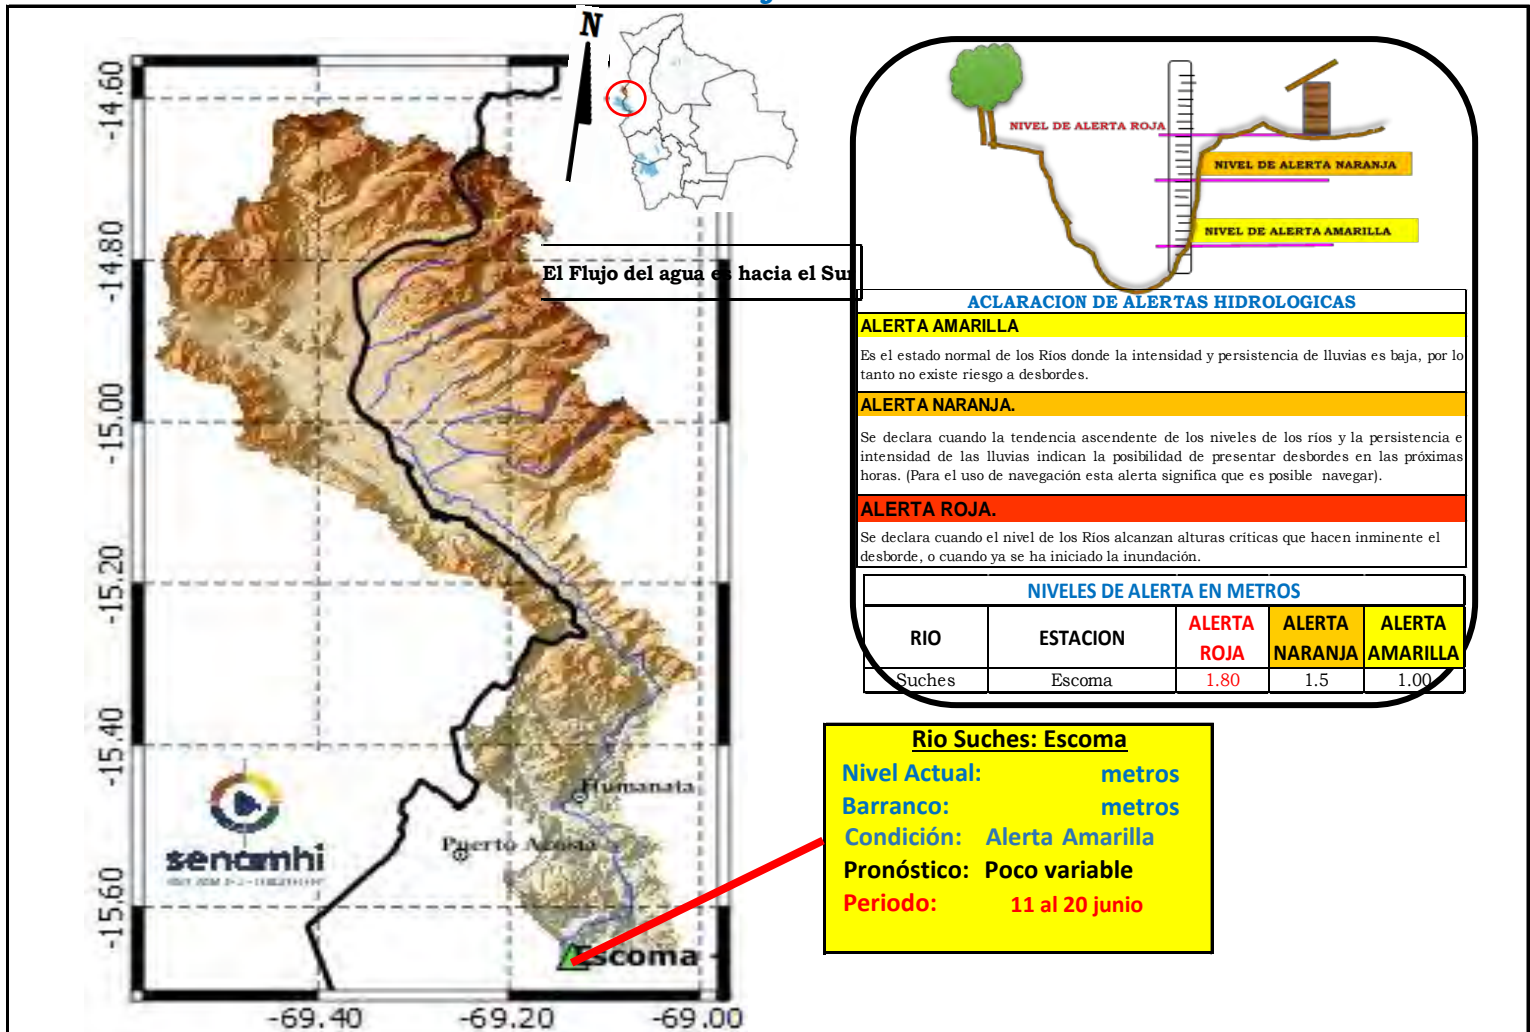 N
-14.60
-14.80
-15.00
-15.20
-15.40
-15.60
-69.40
-69.20
-69.00
El Flujo del agua es hacia el Sur
Humanata
Puerto Acosta
Escoma
senamhi
NIVEL DE ALERTA ROJA
NIVEL DE ALERTA NARANJA
NIVEL DE ALERTA AMARILLA
ACLARACION DE ALERTAS HIDROLOGICAS
ALERTA AMARILLA
Es el estado normal de los Ríos donde la intensidad y persistencia de lluvias es baja, por lo
tanto no existe riesgo a desbordes.
ALERTA NARANJA.
Se declara cuando la tendencia ascendente de los niveles de los ríos y la persistencia e
intensidad de las lluvias indican la posibilidad de presentar desbordes en las próximas
horas. (Para el uso de navegación esta alerta significa que es posible navegar).
ALERTA ROJA.
Se declara cuando el nivel de los Ríos alcanzan alturas críticas que hacen inminente el
desborde, o cuando ya se ha iniciado la inundación.
NIVELES DE ALERTA EN METROS
RIO ESTACION ALERTA ROJA ALERTA NARANJA ALERTA AMARILLA
Suches Escoma 1.80 1.5 1.00
Rio Suches: Escoma
Nivel Actual: metros
Barranco: metros
Condición: Alerta Amarilla
Pronóstico: Poco variable
Periodo: 11 al 20 junio